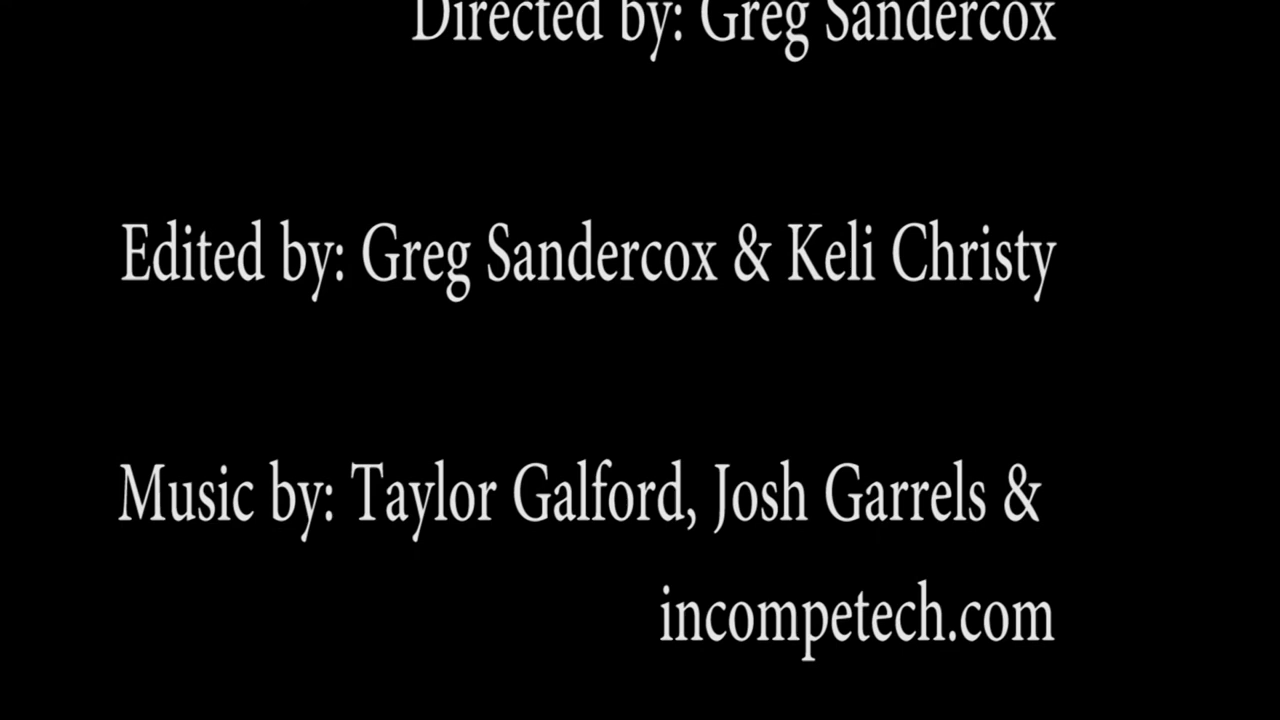 Directed by: Greg Sandercox
Edited by: Greg Sandercox & Keli Christy
Music by: Taylor Galford, Josh Garrels &
incompetech.com